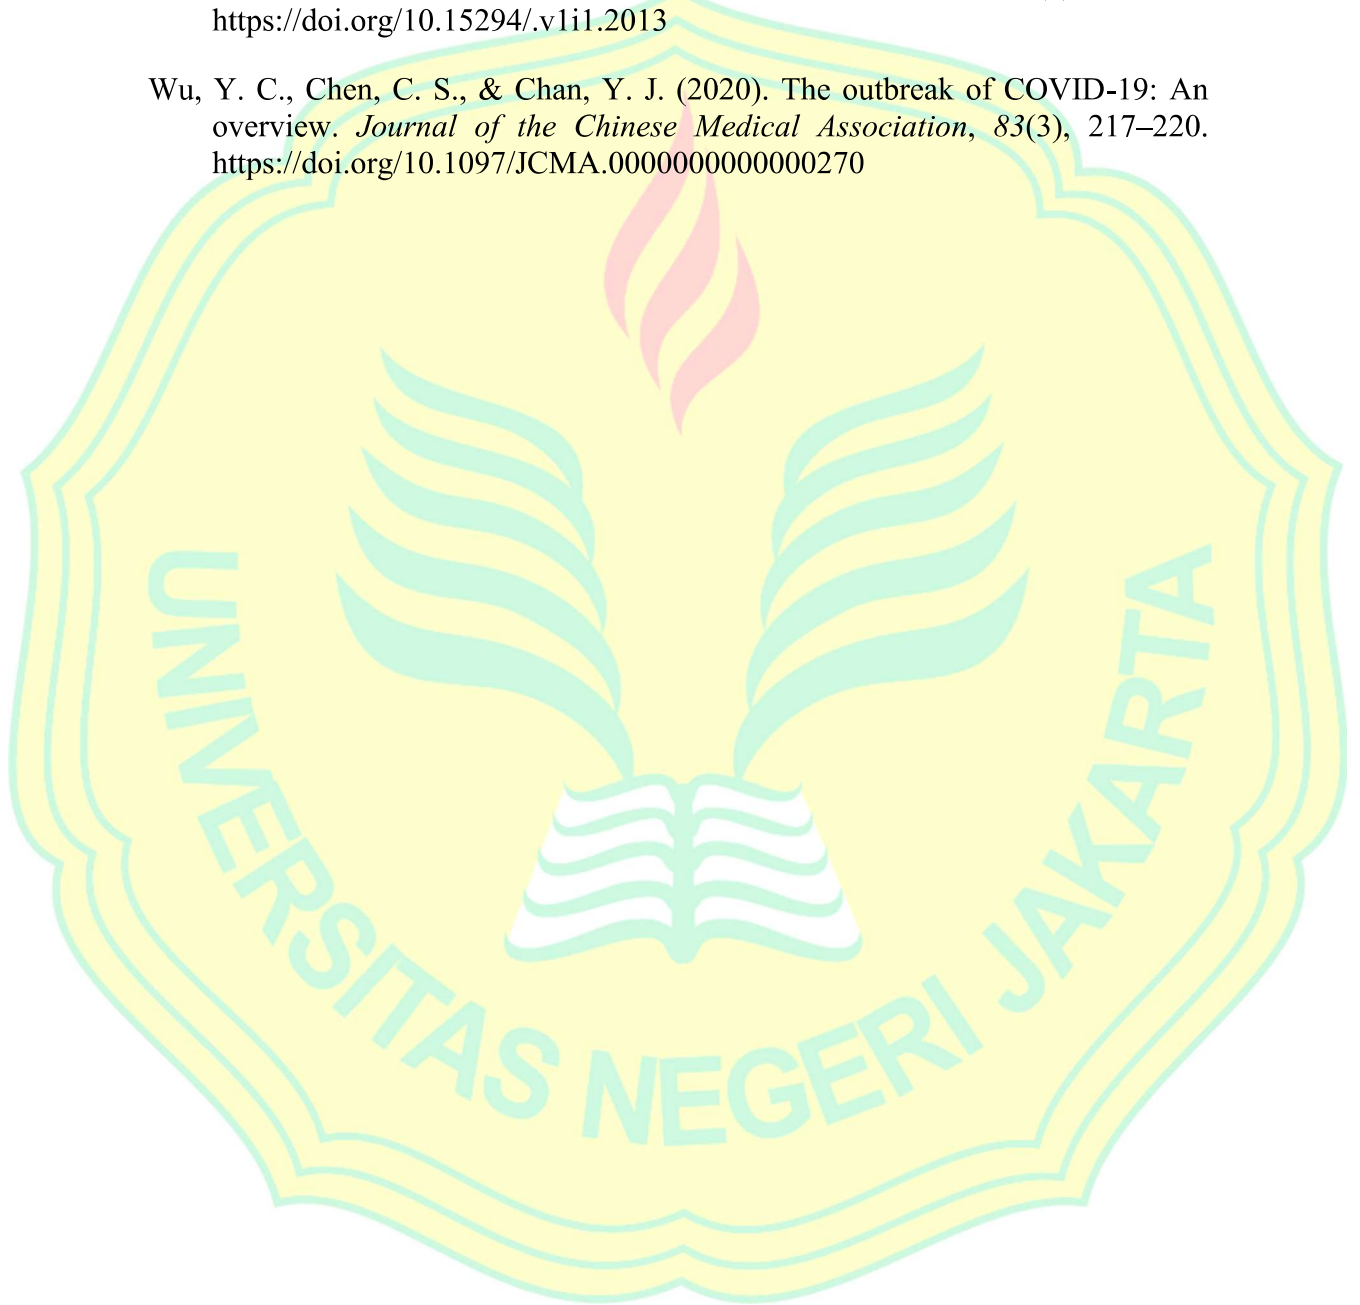 https://doi.org/10.15294/.v1i1.2013
Wu, Y. C., Chen, C. S., & Chan, Y. J. (2020). The outbreak of COVID-19: An
overview. Journal of the Chinese Medical Association, 83(3), 217–220.
https://doi.org/10.1097/JCMA.0000000000000270
UNIVERSITAS NEGERI JAKARTA